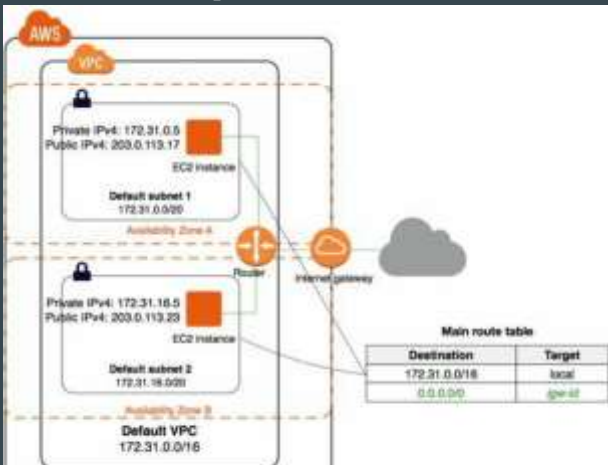 AWS
VPC
Private IPv4: 172.31.0.5
Public IPv4: 203.0.113.17
EC2 instance
Default subnet 1
172.31.0.0/20
Availability Zone A
Router
Internet gateway
Private IPv4: 172.31.16.5
Public IPv4: 203.0.113.23
EC2 instance
Default subnet 2
172.31.16.0/20
Availability Zone B
Default VPC
172.31.0.0/16
Main route table
Destination Target
172.31.0.0/16 local
0.0.0.0/0 igw-id